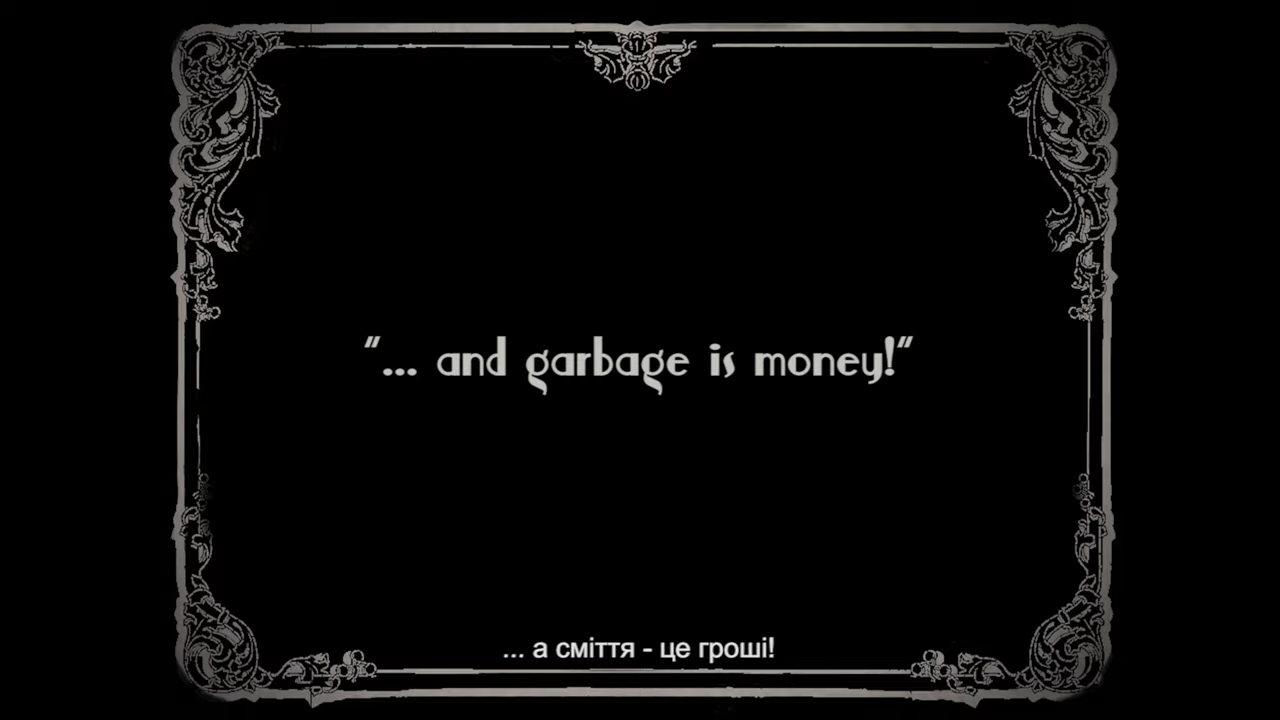 "... and garbage is money!"
... а сміття - це гроші!